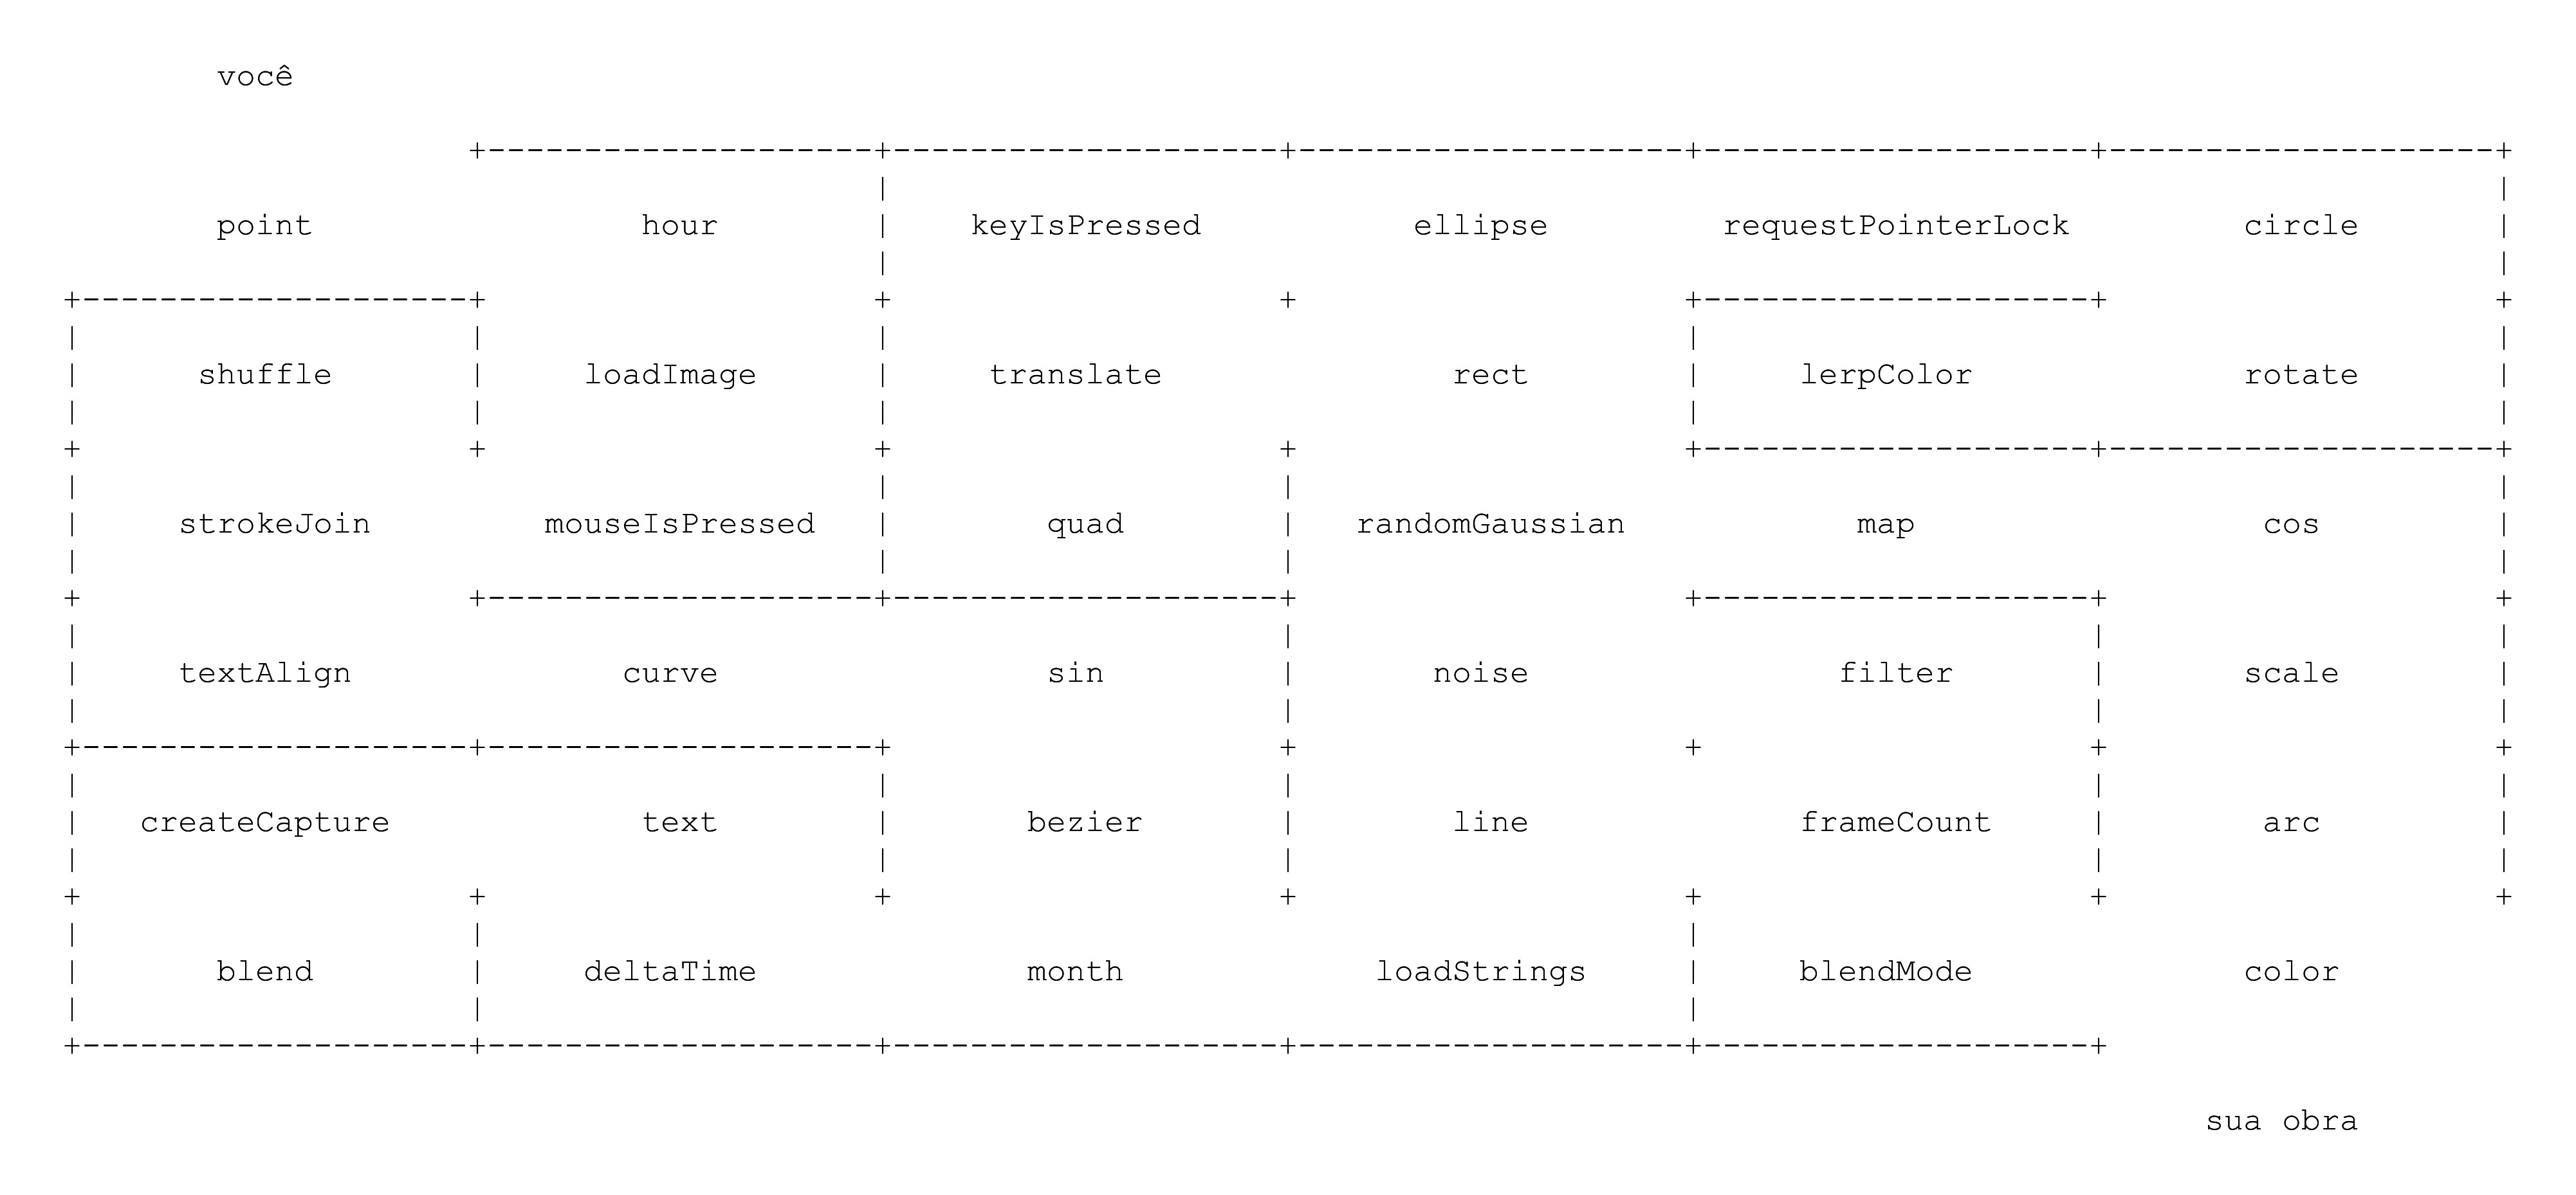 você
point hour keyIsPressed ellipse requestPointerLock circle
shuffle loadImage translate rect lerpColor rotate
strokeJoin mouseIsPressed quad randomGaussian map cos
textAlign curve sin noise filter scale
createCapture text bezier line frameCount arc
blend deltaTime month loadStrings blendMode color
sua obra